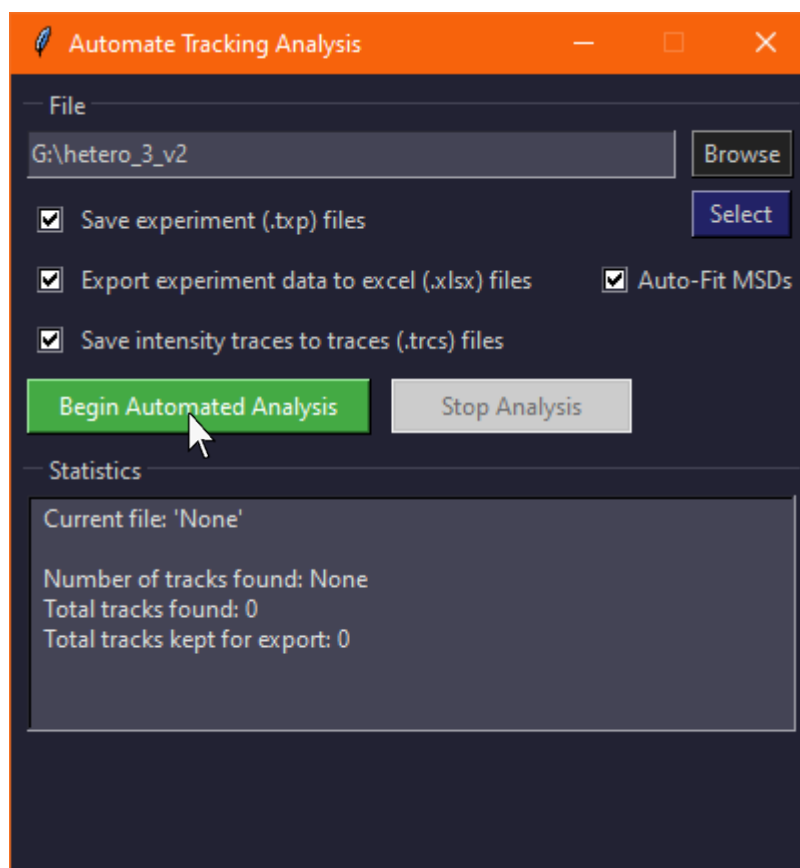 Automate Tracking Analysis
File
G:\hetero_3_v2
Browse
Save experiment (.txp) files
Select
Export experiment data to excel (.xlsx) files
Auto-Fit MSDs
Save intensity traces to traces (.trcs) files
Begin Automated Analysis
Stop Analysis
Statistics
Current file: 'None'
Number of tracks found: None
Total tracks found: 0
Total tracks kept for export: 0